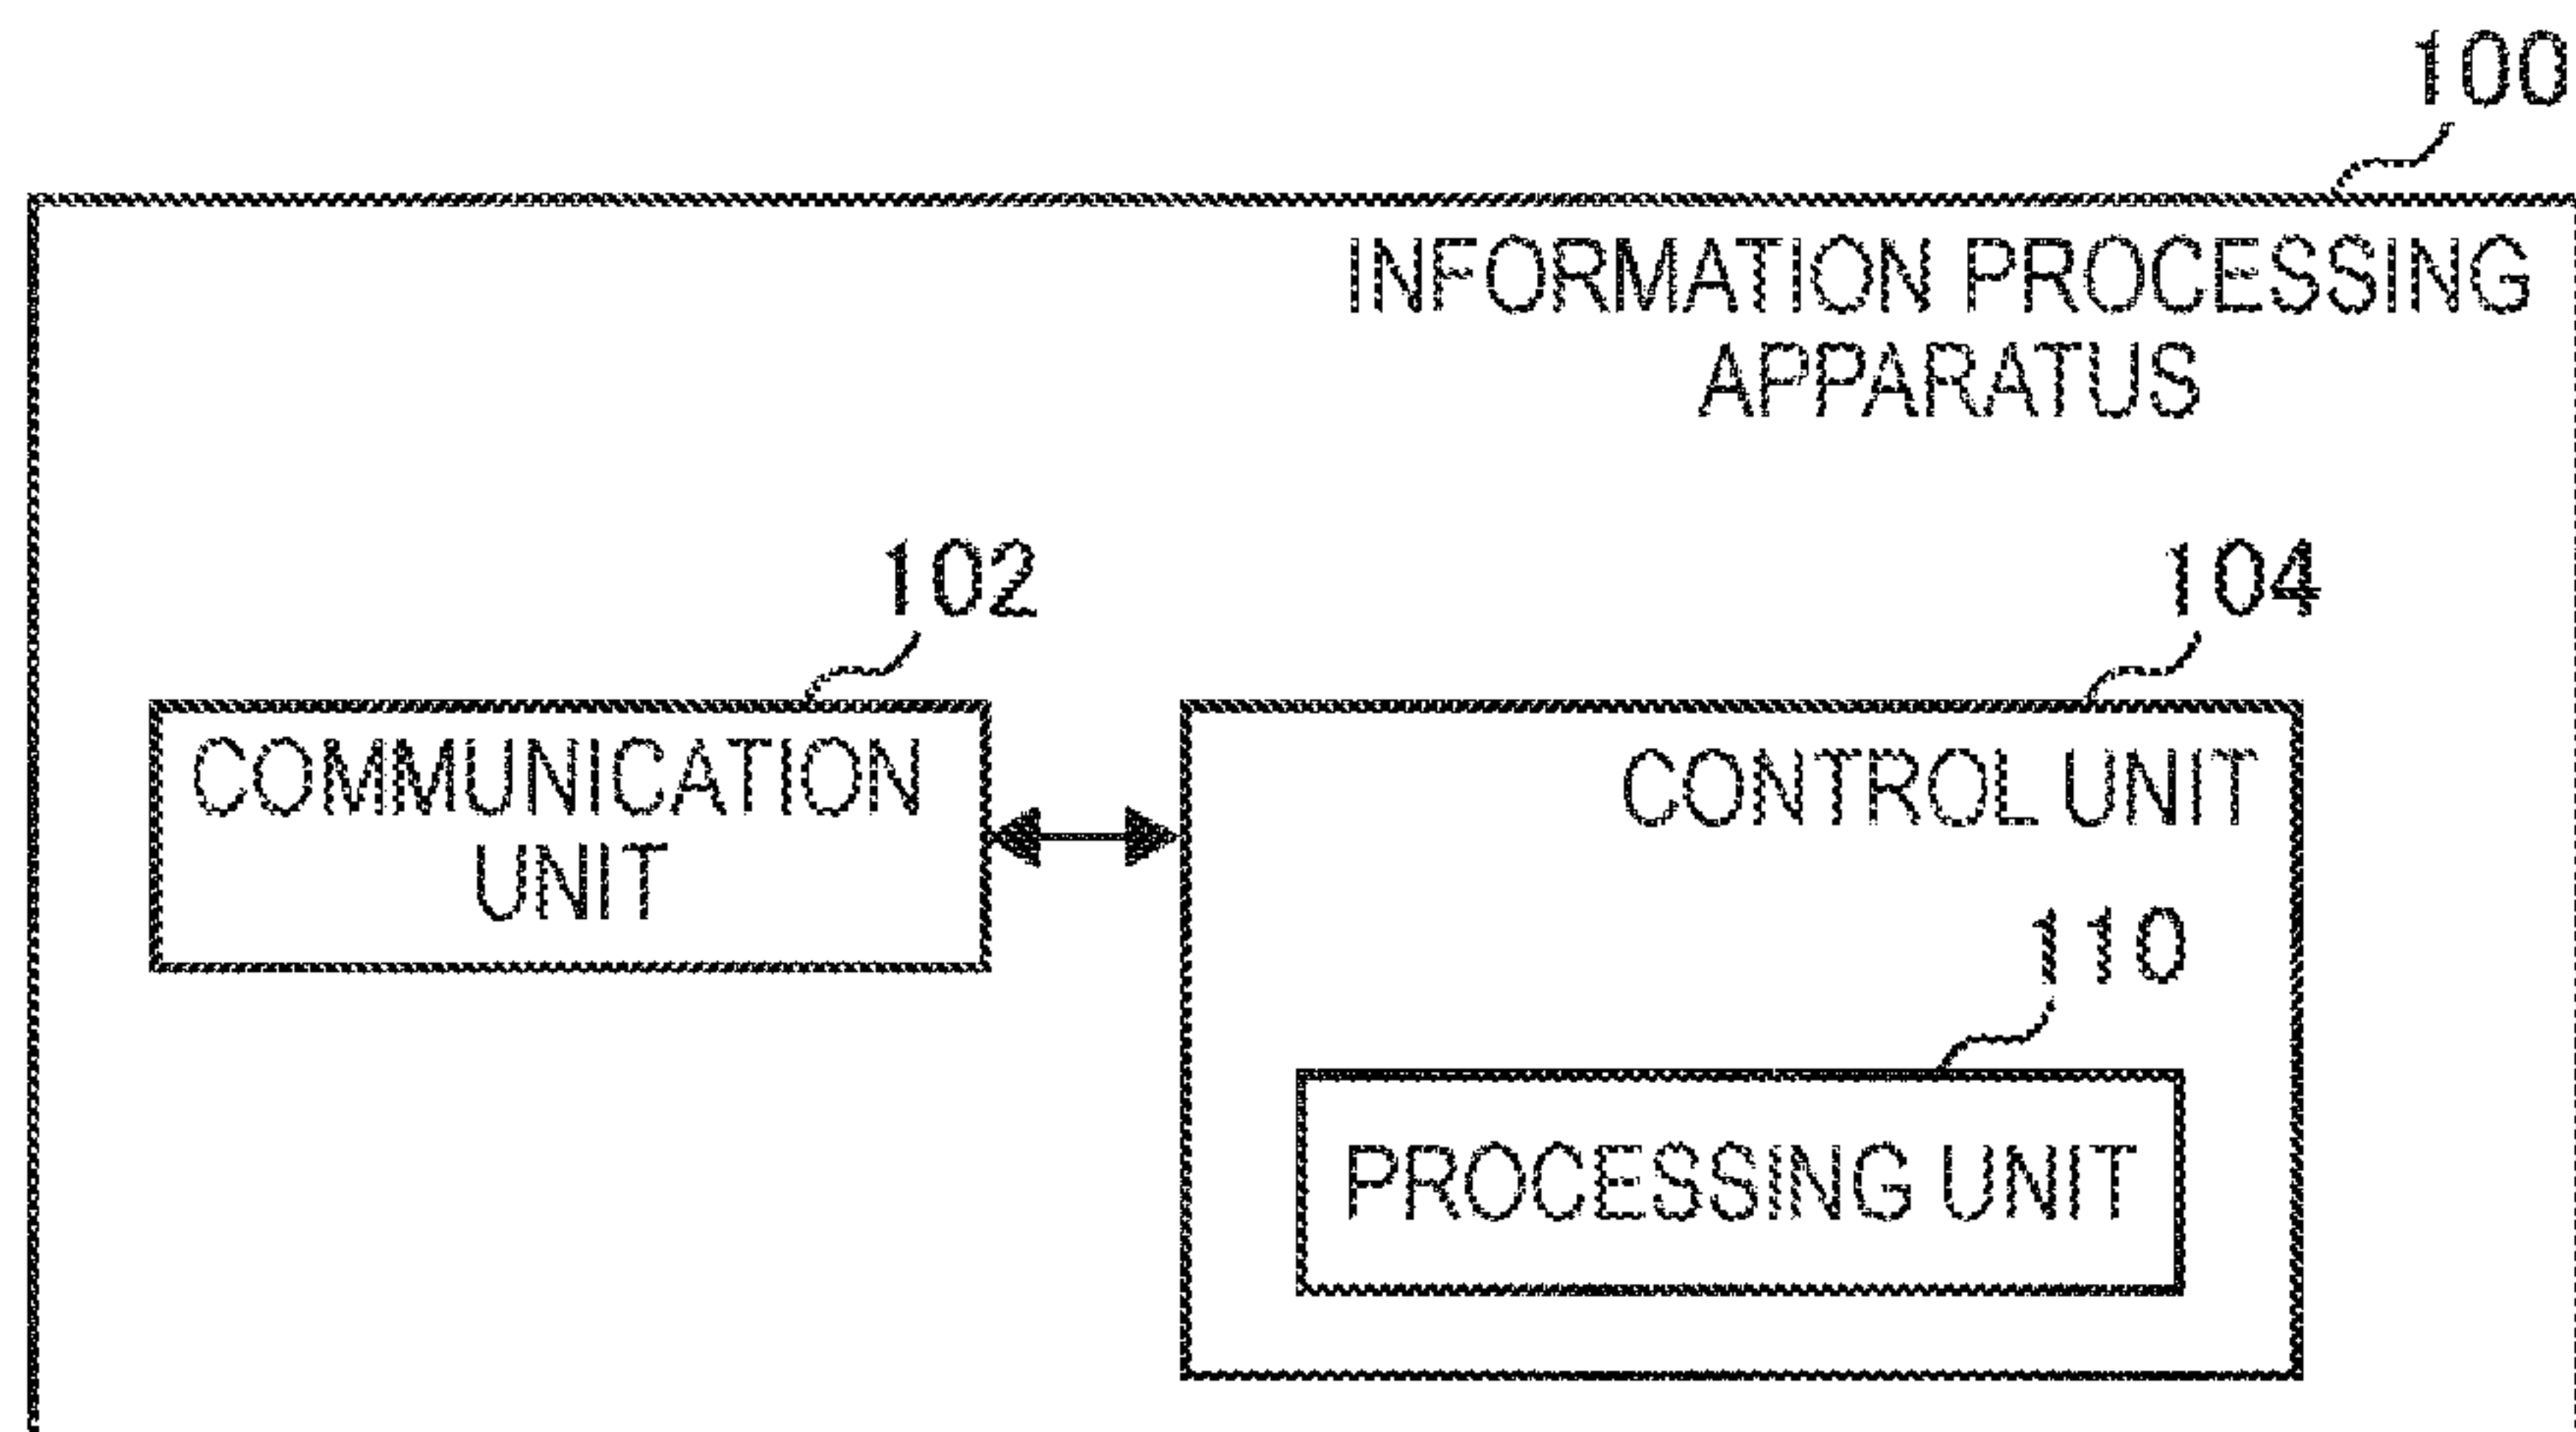 100
INFORMATION PROCESSING
APPARATUS
102
104
COMMUNICATION
UNIT
CONTROL UNIT
110
PROCESSING UNIT